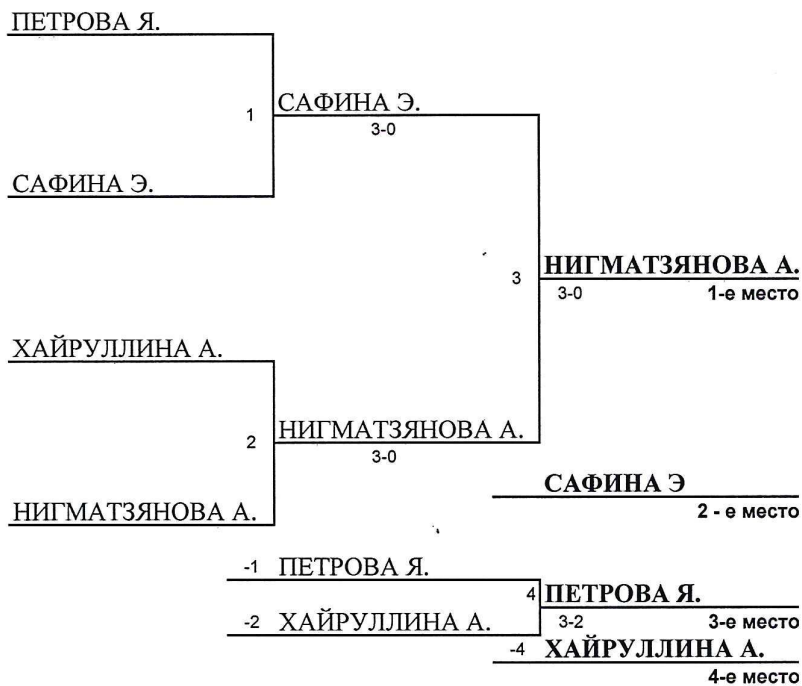 ПЕТРОВА Я.
1 САФИНА Э.
3-0
САФИНА Э.
3 НИГМАТЗЯНОВА А.
3-0 1-е место
ХАЙРУЛЛИНА А.
2 НИГМАТЗЯНОВА А.
3-0
САФИНА Э
2 - е место
НИГМАТЗЯНОВА А.
-1 ПЕТРОВА Я.
4 ПЕТРОВА Я.
-2 ХАЙРУЛЛИНА А.
3-2 3-е место
-4 ХАЙРУЛЛИНА А.
4-е место